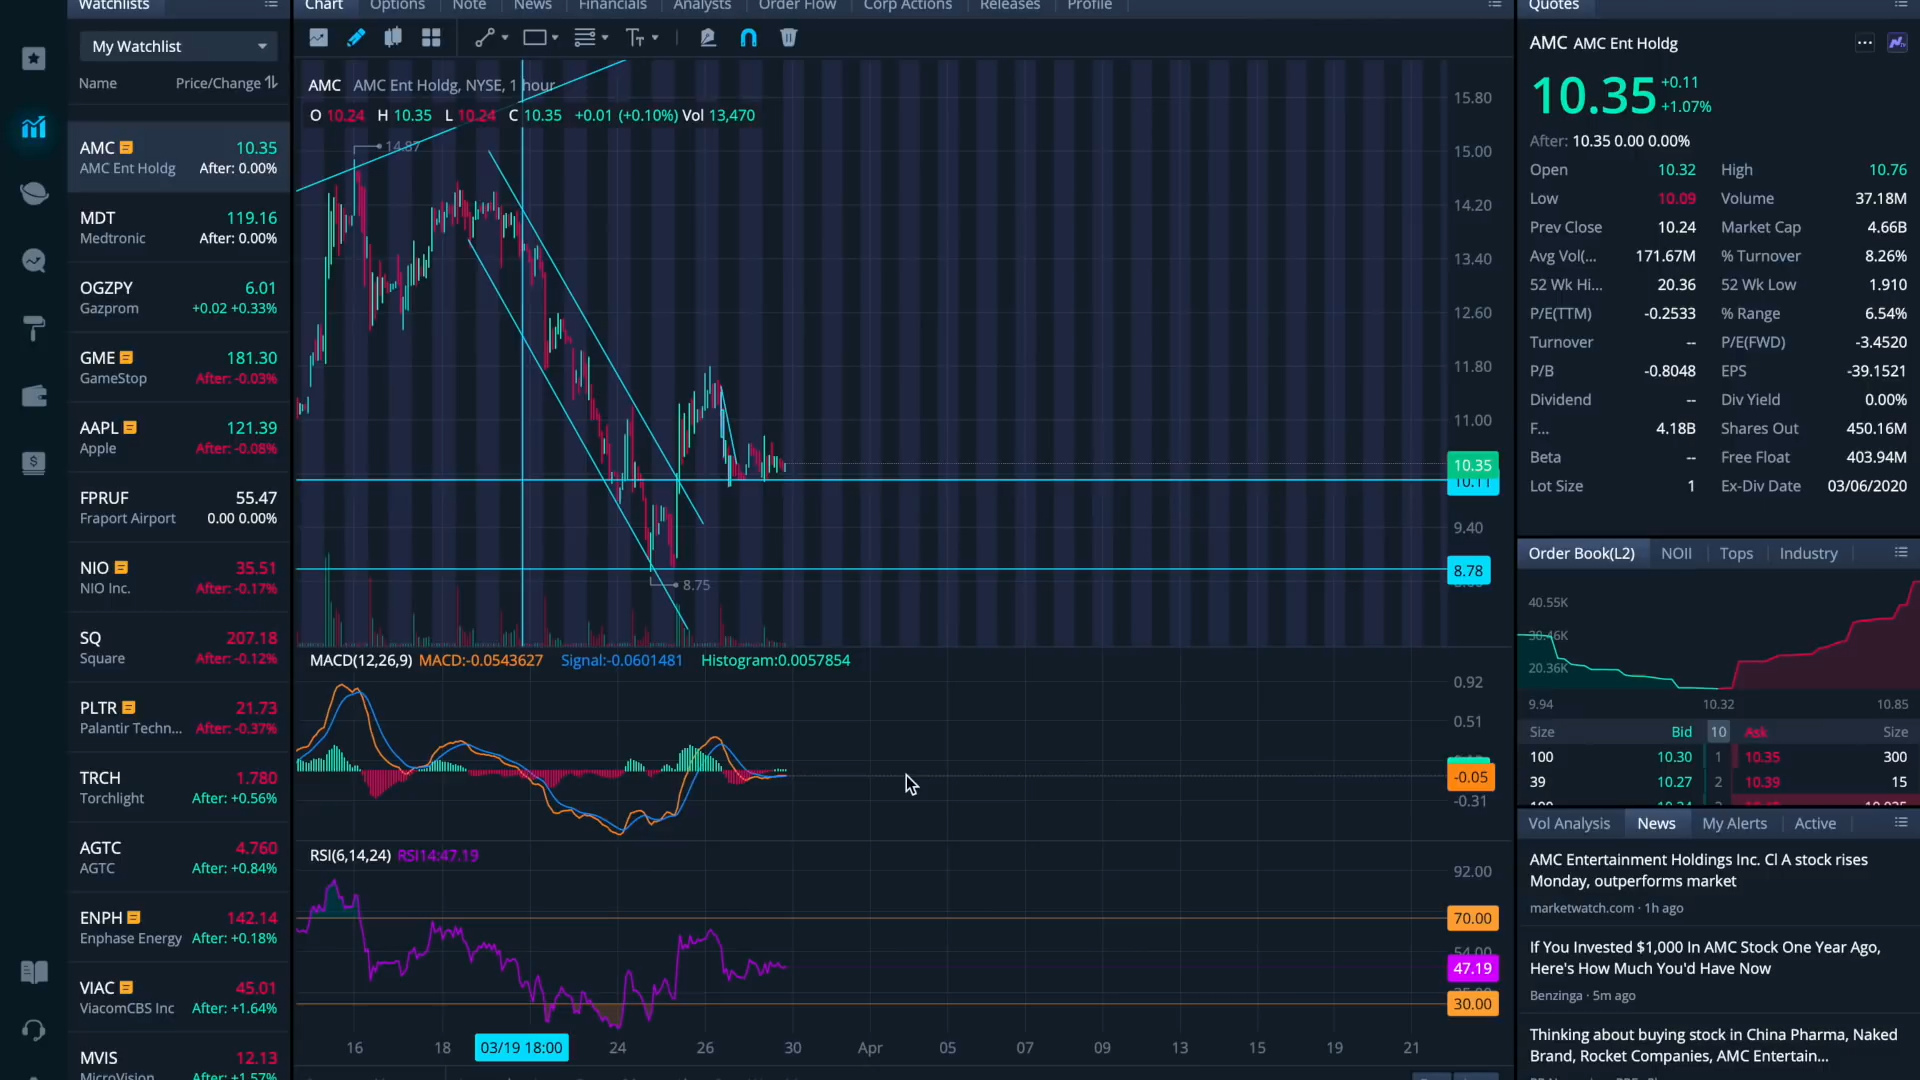 Watchlists
My Watchlist
Name Price/Change
AMC 10.35
AMC Ent Holdg After: 0.00%
MDT 119.16
Medtronic After: 0.00%
OGZPY 6.01
Gazprom +0.02 +0.33%
GME 181.30
GameStop After: -0.03%
AAPL 121.39
Apple After: -0.08%
FPRUF 55.47
Fraport Airport 0.00 0.00%
NIO 35.51
NIO Inc. After: -0.17%
SQ 207.18
Square After: -0.12%
PLTR 21.73
Palantir Techn... After: -0.37%
TRCH 1.780
Torchlight After: +0.56%
AGTC 4.760
AGTC After: +0.84%
ENPH 142.14
Enphase Energy After: +0.18%
VIAC 45.01
ViacomCBS Inc After: +1.64%
MVIS 12.13
MicroVision After: +1.57%
Chart Options Note News Financials Analysts Order Flow Corp Actions Releases Profile
AMC AMC Ent Holdg, NYSE, 1 hour
O 10.24 H 10.35 L 10.24 C 10.35 +0.01 (+0.10%) Vol 13,470
14.87
8.75
15.80
15.00
14.20
13.40
12.60
11.80
11.00
10.35
10.11
9.40
8.78
MACD(12,26,9) MACD:-0.0543627 Signal:-0.0601481 Histogram:0.0057854
0.92
0.51
-0.05
-0.31
RSI(6,14,24) RSI14:47.19
92.00
70.00
54.00
47.19
30.00
16 18 03/19 18:00 24 26 30 Apr 05 07 09 13 15 19 21
Quotes
AMC AMC Ent Holdg
10.35 +0.11
+1.07%
After: 10.35 0.00 0.00%
Open 10.32 High 10.76
Low 10.09 Volume 37.18M
Prev Close 10.24 Market Cap 4.66B
Avg Vol(... 171.67M % Turnover 8.26%
52 Wk Hi... 20.36 52 Wk Low 1.910
P/E(TTM) -0.2533 % Range 6.54%
Turnover -- P/E(FWD) -3.4520
P/B -0.8048 EPS -39.1521
Dividend -- Div Yield 0.00%
F... 4.18B Shares Out 450.16M
Beta -- Free Float 403.94M
Lot Size 1 Ex-Div Date 03/06/2020
Order Book(L2) NOII Tops Industry
40.55K
30.46K
20.36K
9.94 10.32 10.85
Size Bid 10 Ask Size
100 10.30 1 10.35 300
39 10.27 2 10.39 15
Vol Analysis News My Alerts Active
AMC Entertainment Holdings Inc. Cl A stock rises
Monday, outperforms market
marketwatch.com · 1h ago
If You Invested $1,000 In AMC Stock One Year Ago,
Here's How Much You'd Have Now
Benzinga · 5m ago
Thinking about buying stock in China Pharma, Naked
Brand, Rocket Companies, AMC Entertain...